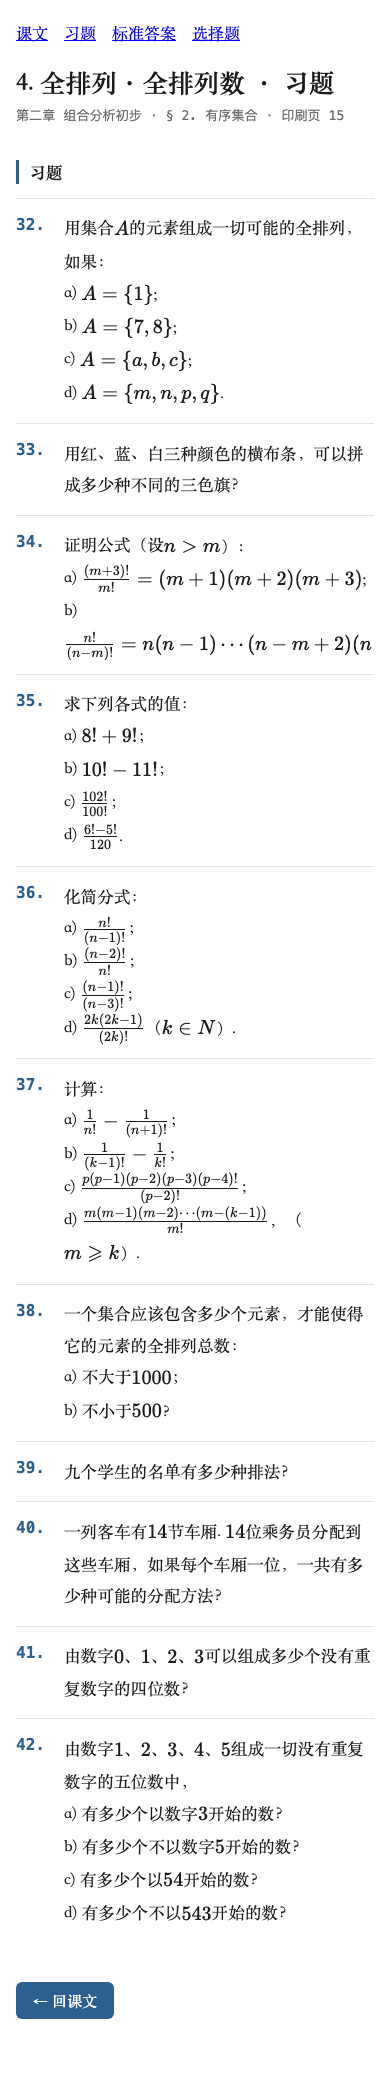 课文 习题 标准答案 选择题
4. 全排列 · 全排列数 · 习题
第二章 组合分析初步 · § 2. 有序集合 · 印刷页 15
习题
32. 用集合A的元素组成一切可能的全排列，
如果：
a) A = {1};
b) A = {7, 8};
c) A = {a, b, c};
d) A = {m, n, p, q}.
33. 用红、蓝、白三种颜色的横布条，可以拼
成多少种不同的三色旗？
34. 证明公式（设n > m）：
a) (m+3)!/m! = (m + 1)(m + 2)(m + 3);
b)
n!/(n−m)! = n(n − 1) ⋯ (n − m + 2)(n
35. 求下列各式的值：
a) 8! + 9!；
b) 10! − 11!；
c) 102!/100!；
d) (6!−5!)/120.
36. 化简分式：
a) n!/(n−1)!；
b) (n−2)!/n!；
c) (n−1)!/(n−3)!；
d) 2k(2k−1)/(2k)!（k ∈ N）.
37. 计算：
a) 1/n! − 1/(n+1)!；
b) 1/(k−1)! − 1/k!；
c) p(p−1)(p−2)(p−3)(p−4)!/(p−2)!；
d) m(m−1)(m−2)⋯(m−(k−1))/m!，（
m ⩾ k）.
38. 一个集合应该包含多少个元素，才能使得
它的元素的全排列总数：
a) 不大于1000；
b) 不小于500？
39. 九个学生的名单有多少种排法？
40. 一列客车有14节车厢. 14位乘务员分配到
这些车厢，如果每个车厢一位，一共有多
少种可能的分配方法？
41. 由数字0、1、2、3可以组成多少个没有重
复数字的四位数？
42. 由数字1、2、3、4、5组成一切没有重复
数字的五位数中，
a) 有多少个以数字3开始的数？
b) 有多少个不以数字5开始的数？
c) 有多少个以54开始的数？
d) 有多少个不以543开始的数？
← 回课文